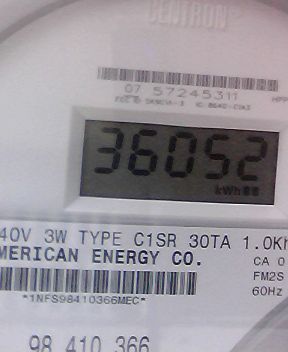 CENTRON®
07 57245311
36052
kWh
40V 3W TYPE C1SR 30TA 1.0Kh
MERICAN ENERGY CO.
CA 0
FM2S
60Hz
*1NFS98410366MEC*
98 410 366